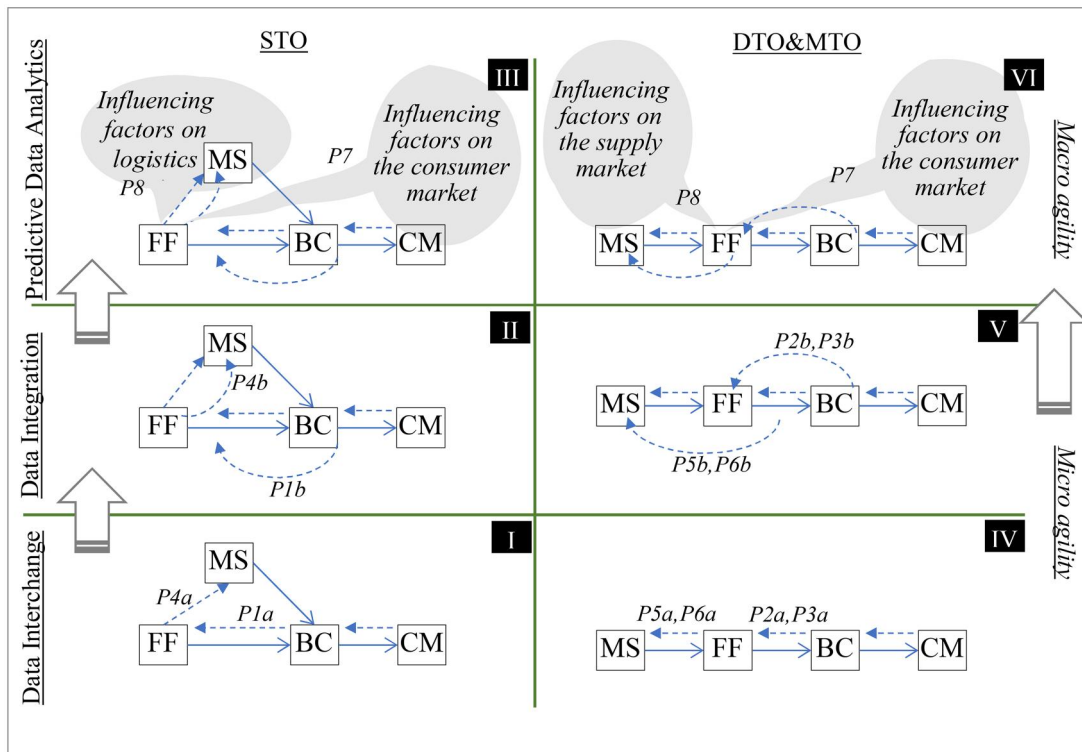 STO
DTO&MTO
Predictive Data Analytics
III
Influencing
factors on
logistics
P8
MS
P7
Influencing
factors on
the consumer
market
FF
BC
CM
VI
Influencing
factors on
the supply
market
P8
P7
Influencing
factors on
the consumer
market
MS
FF
BC
CM
Macro agility
Data Integration
II
MS
P4b
FF
BC
CM
P1b
V
P2b,P3b
MS
FF
BC
CM
P5b,P6b
Micro agility
Data Interchange
I
MS
P4a
P1a
FF
BC
CM
IV
P5a,P6a
P2a,P3a
MS
FF
BC
CM